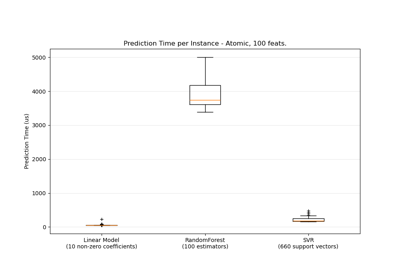 Prediction Time per Instance - Atomic, 100 feats.
5000
4000
3000
2000
1000
0
Prediction Time (us)
Linear Model
(10 non-zero coefficients)
RandomForest
(100 estimators)
SVR
(660 support vectors)